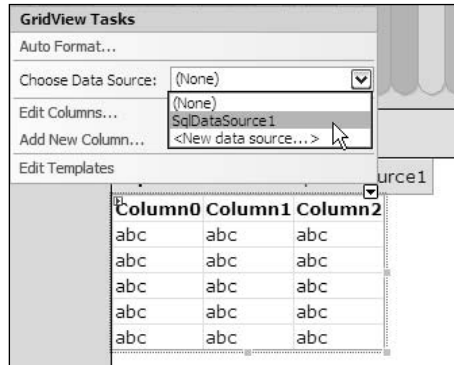 GridView Tasks
Auto Format...
Choose Data Source: (None)
(None)
SqlDataSource1
<New data source...>
Edit Columns...
Add New Column...
Edit Templates
urce1
Column0 Column1 Column2
abc abc abc
abc abc abc
abc abc abc
abc abc abc
abc abc abc